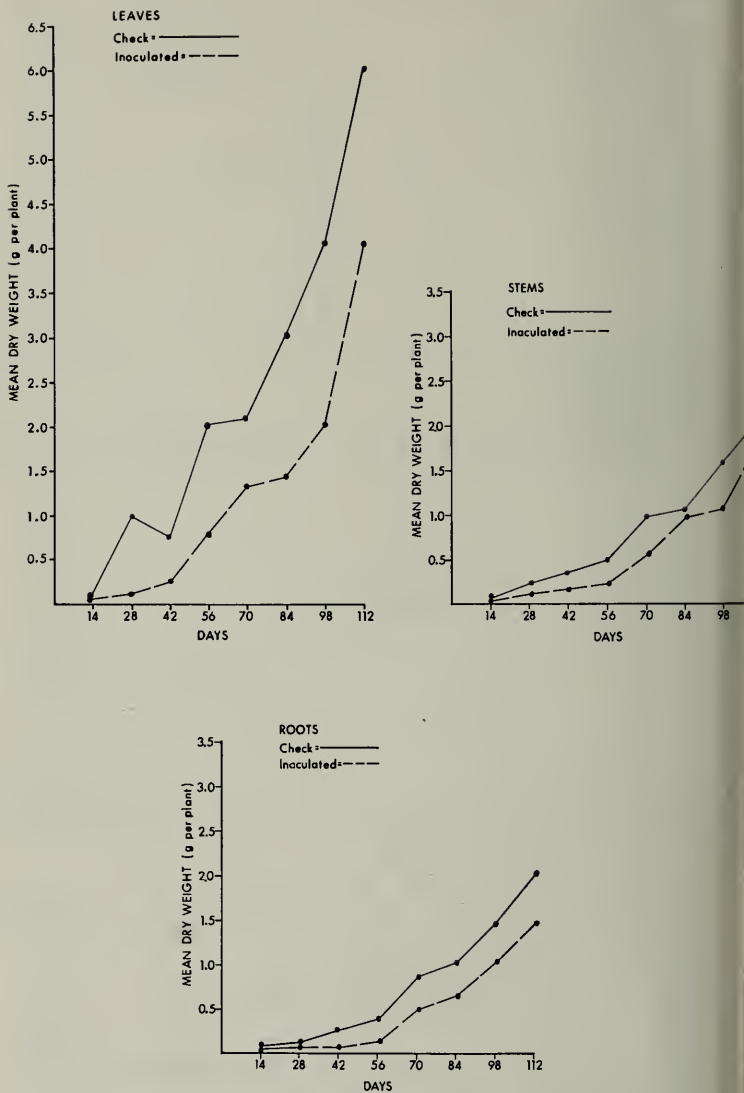 LEAVES
Check=
Inoculated=
6.5
6.0
5.5
5.0
4.5
4.0
3.5
3.0
2.5
2.0
1.5
1.0
0.5
MEAN DRY WEIGHT (g per plant)
14 28 42 56 70 84 98 112
DAYS
STEMS
Check=
Inaculated=
3.5
3.0
2.5
2.0
1.5
1.0
0.5
MEAN DRY WEIGHT (g per plant)
14 28 42 56 70 84 98
DAYS
ROOTS
Check=
Inaculated=
3.5
3.0
2.0
1.5
1.0
0.5
MEAN DRY WEIGHT (g per plant)
14 28 42 56 70 84 98 112
DAYS